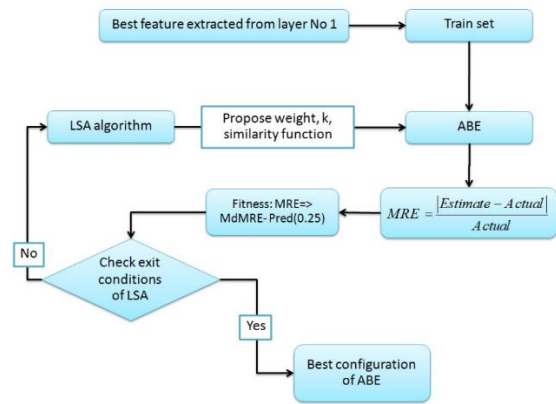 Best feature extracted from layer No 1
Train set
LSA algorithm
Propose weight, k,
similarity function
ABE
Fitness: MRE=>
MdMRE- Pred(0.25)
MRE = |Estimate − Actual| / Actual
No
Check exit
conditions
of LSA
Yes
Best configuration
of ABE